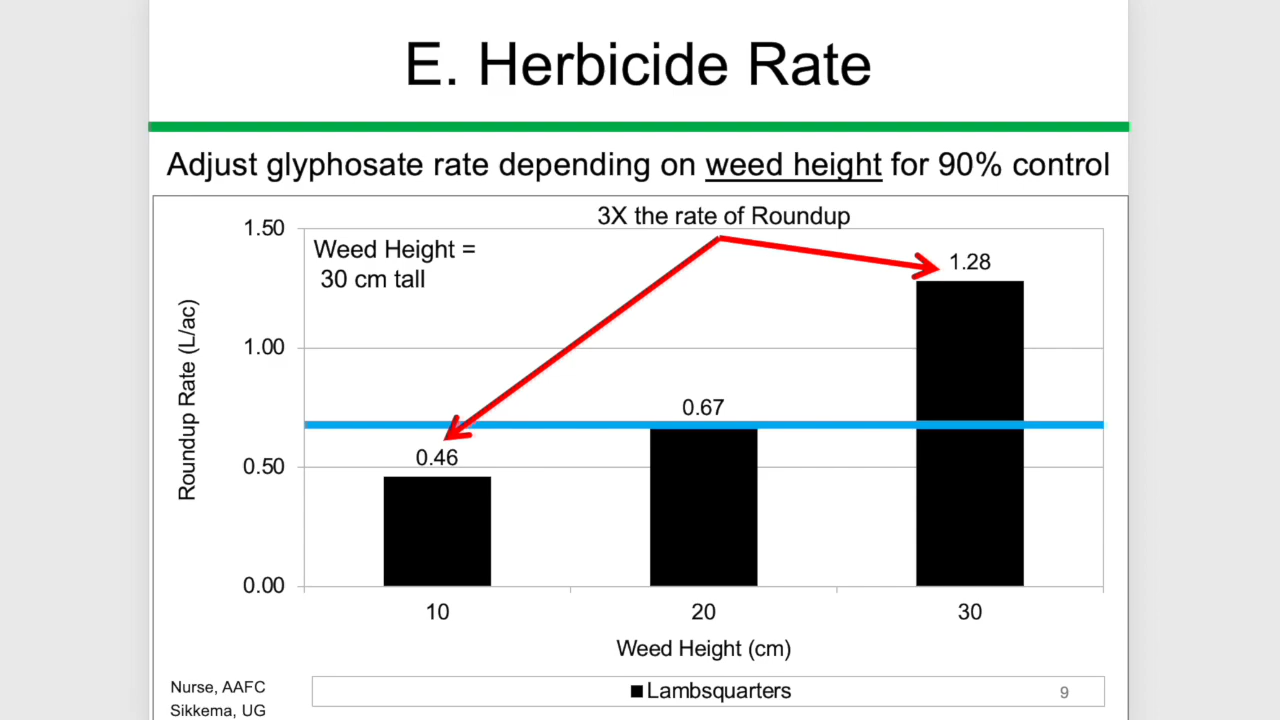 E. Herbicide Rate
Adjust glyphosate rate depending on weed height for 90% control
3X the rate of Roundup
1.50
Weed Height =
30 cm tall
1.28
Roundup Rate (L/ac)
1.00
0.67
0.46
0.50
0.00
10
20
30
Weed Height (cm)
Lambsquarters
9
Nurse, AAFC
Sikkema, UG